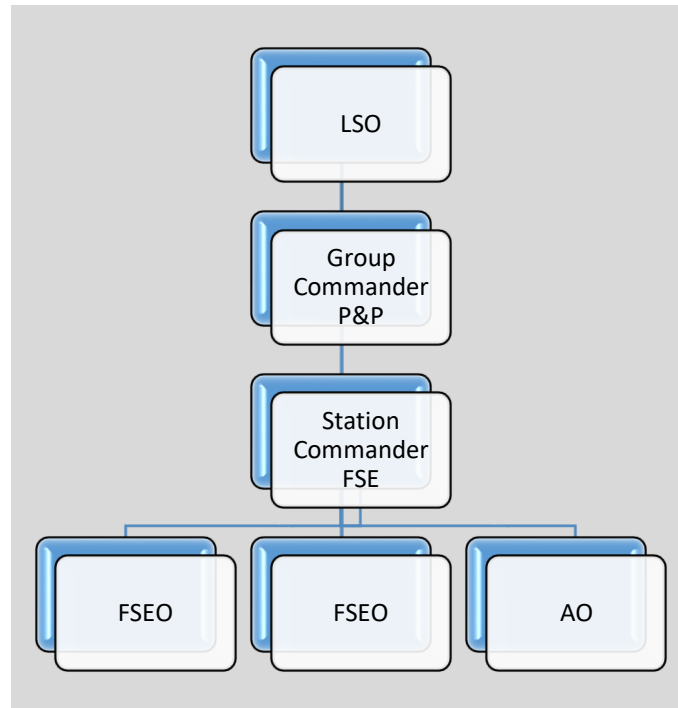 LSO
Group
Commander
P&P
Station
Commander
FSE
FSEO
FSEO
AO